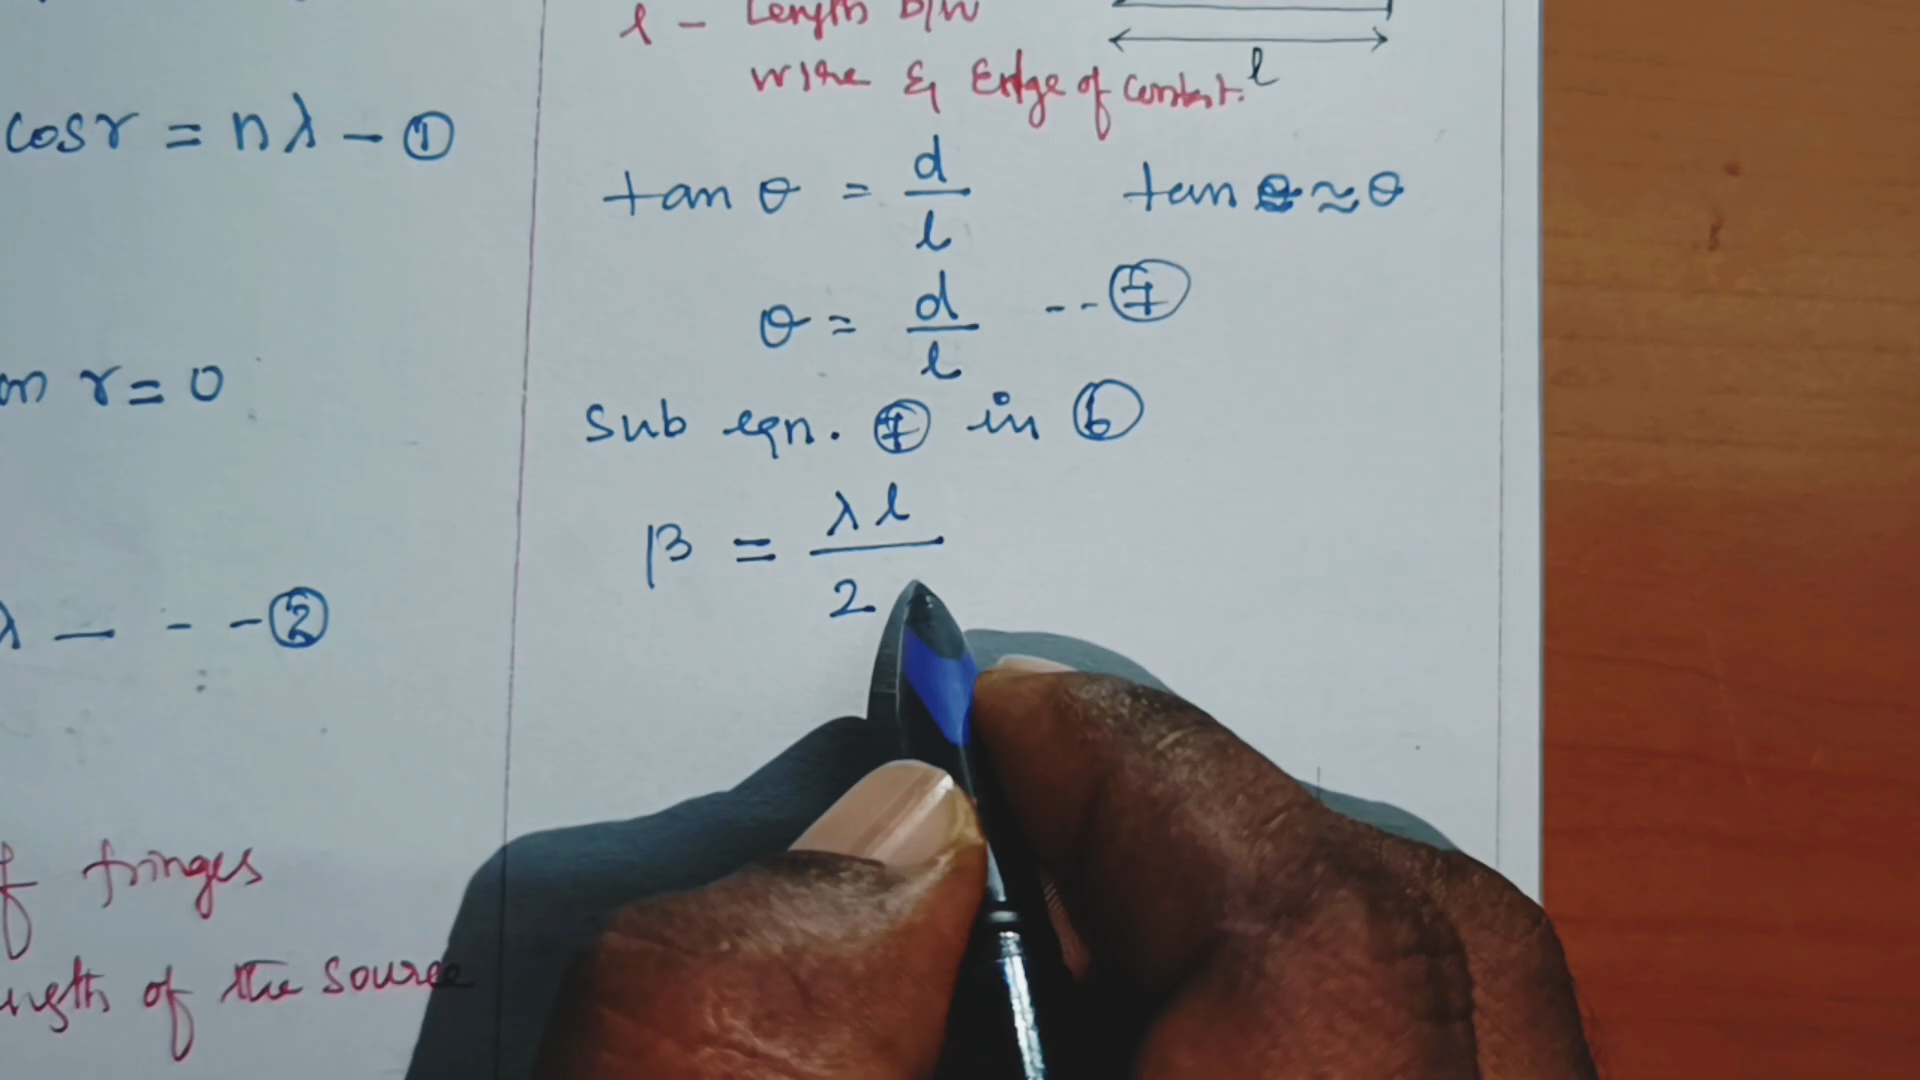 cosr = nλ — ①
r = 0
λ — - - ②
fringes
of the source
l — Length B/W
wire & Edge of contact.
l
tan θ = d/l tan θ ≈ θ
θ = d/l -- ⑦
Sub eqn. ⑦ in ⑥
β = λl/2